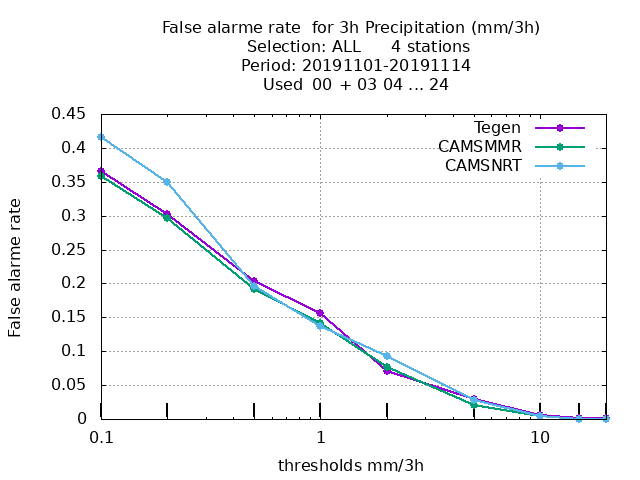 False alarme rate  for 3h Precipitation (mm/3h)
Selection: ALL      4 stations
Period: 20191101-20191114
Used  00  + 03 04 ... 24
Tegen
CAMSMMR
CAMSNRT
False alarme rate
0.45
0.4
0.35
0.3
0.25
0.2
0.15
0.1
0.05
0
0.1 1 10
thresholds mm/3h